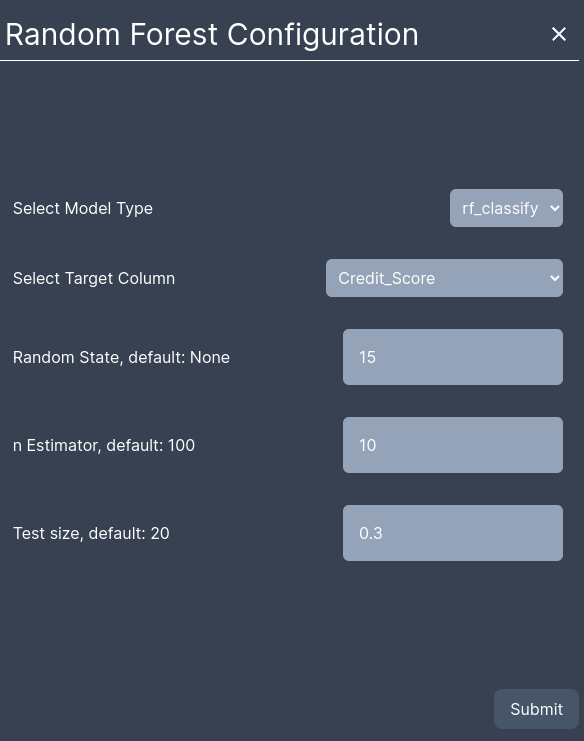 Random Forest Configuration ×
Select Model Type rf_classify
Select Target Column Credit_Score
Random State, default: None 15
n Estimator, default: 100 10
Test size, default: 20 0.3
Submit